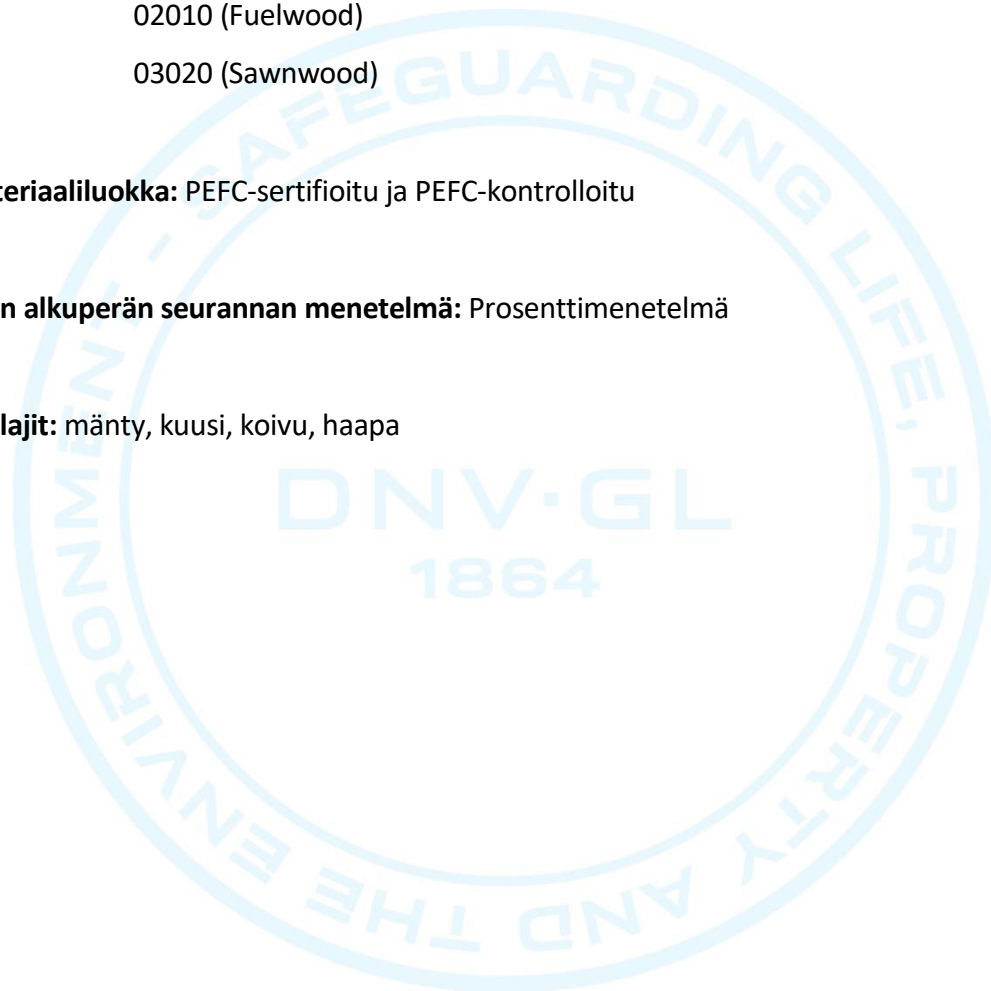 02010 (Fuelwood)
03020 (Sawnwood)
teriaaliluokka: PEFC-sertifioitu ja PEFC-kontrolloitu
n alkuperän seurannan menetelmä: Prosenttimenetelmä
lajit: mänty, kuusi, koivu, haapa
DNV·GL
1864
SAFEGUARDING LIFE, PROPERTY AND THE ENVIRONMENT -